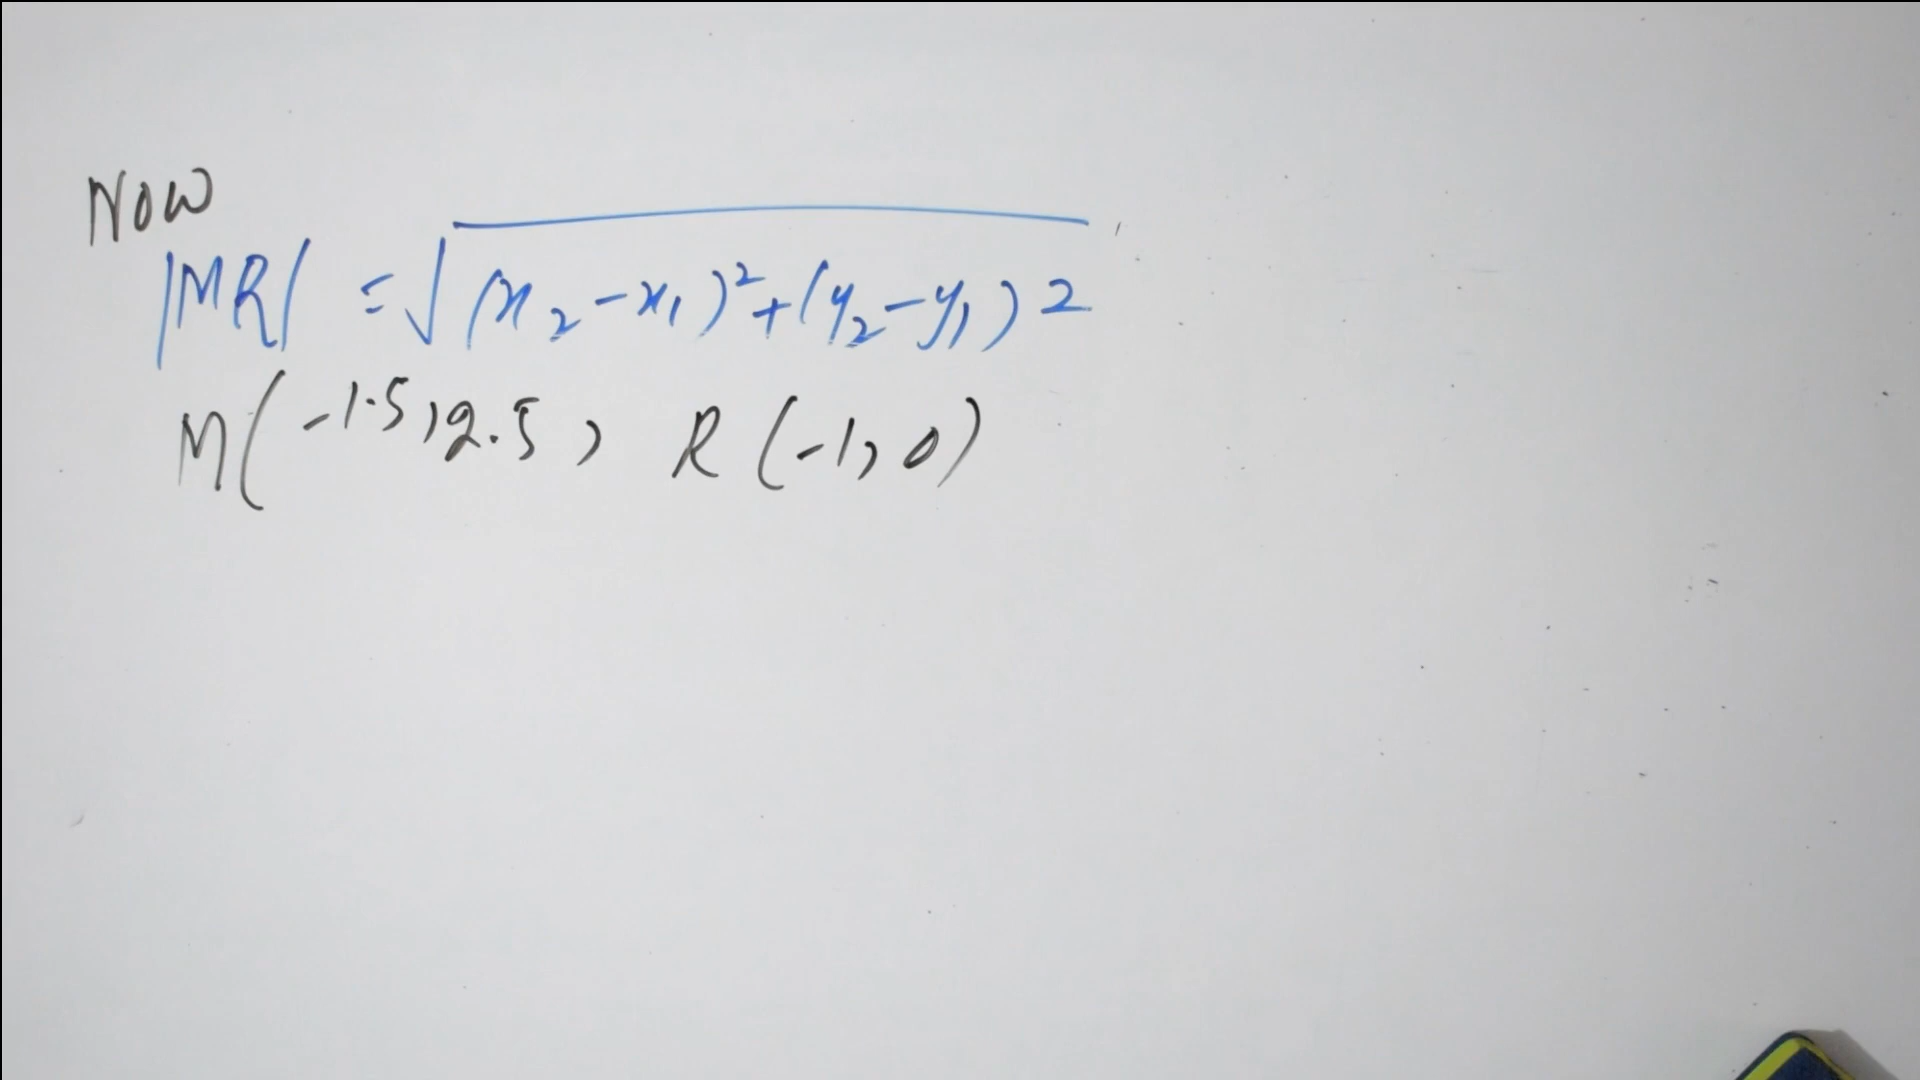 Now
|MR| = √(x₂-x₁)²+(y₂-y₁)2
M(-1.5,2.5) R(-1,0)